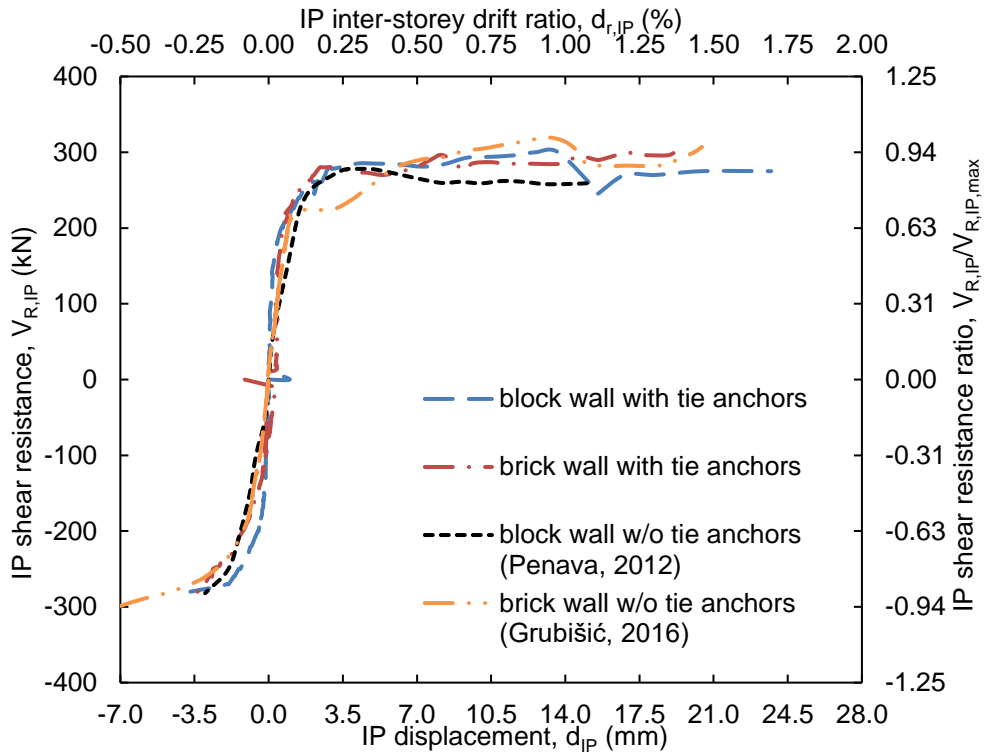 IP inter-storey drift ratio, d_r,IP (%)
-0.50 -0.25 0.00 0.25 0.50 0.75 1.00 1.25 1.50 1.75 2.00
400
300
200
100
0
-100
-200
-300
-400
IP shear resistance, V_R,IP (kN)
1.25
0.94
0.63
0.31
0.00
-0.31
-0.63
-0.94
-1.25
IP shear resistance ratio, V_R,IP/V_R,IP,max
block wall with tie anchors
brick wall with tie anchors
block wall w/o tie anchors
(Penava, 2012)
brick wall w/o tie anchors
(Grubišić, 2016)
-7.0 -3.5 0.0 3.5 7.0 10.5 14.0 17.5 21.0 24.5 28.0
IP displacement, d_IP (mm)